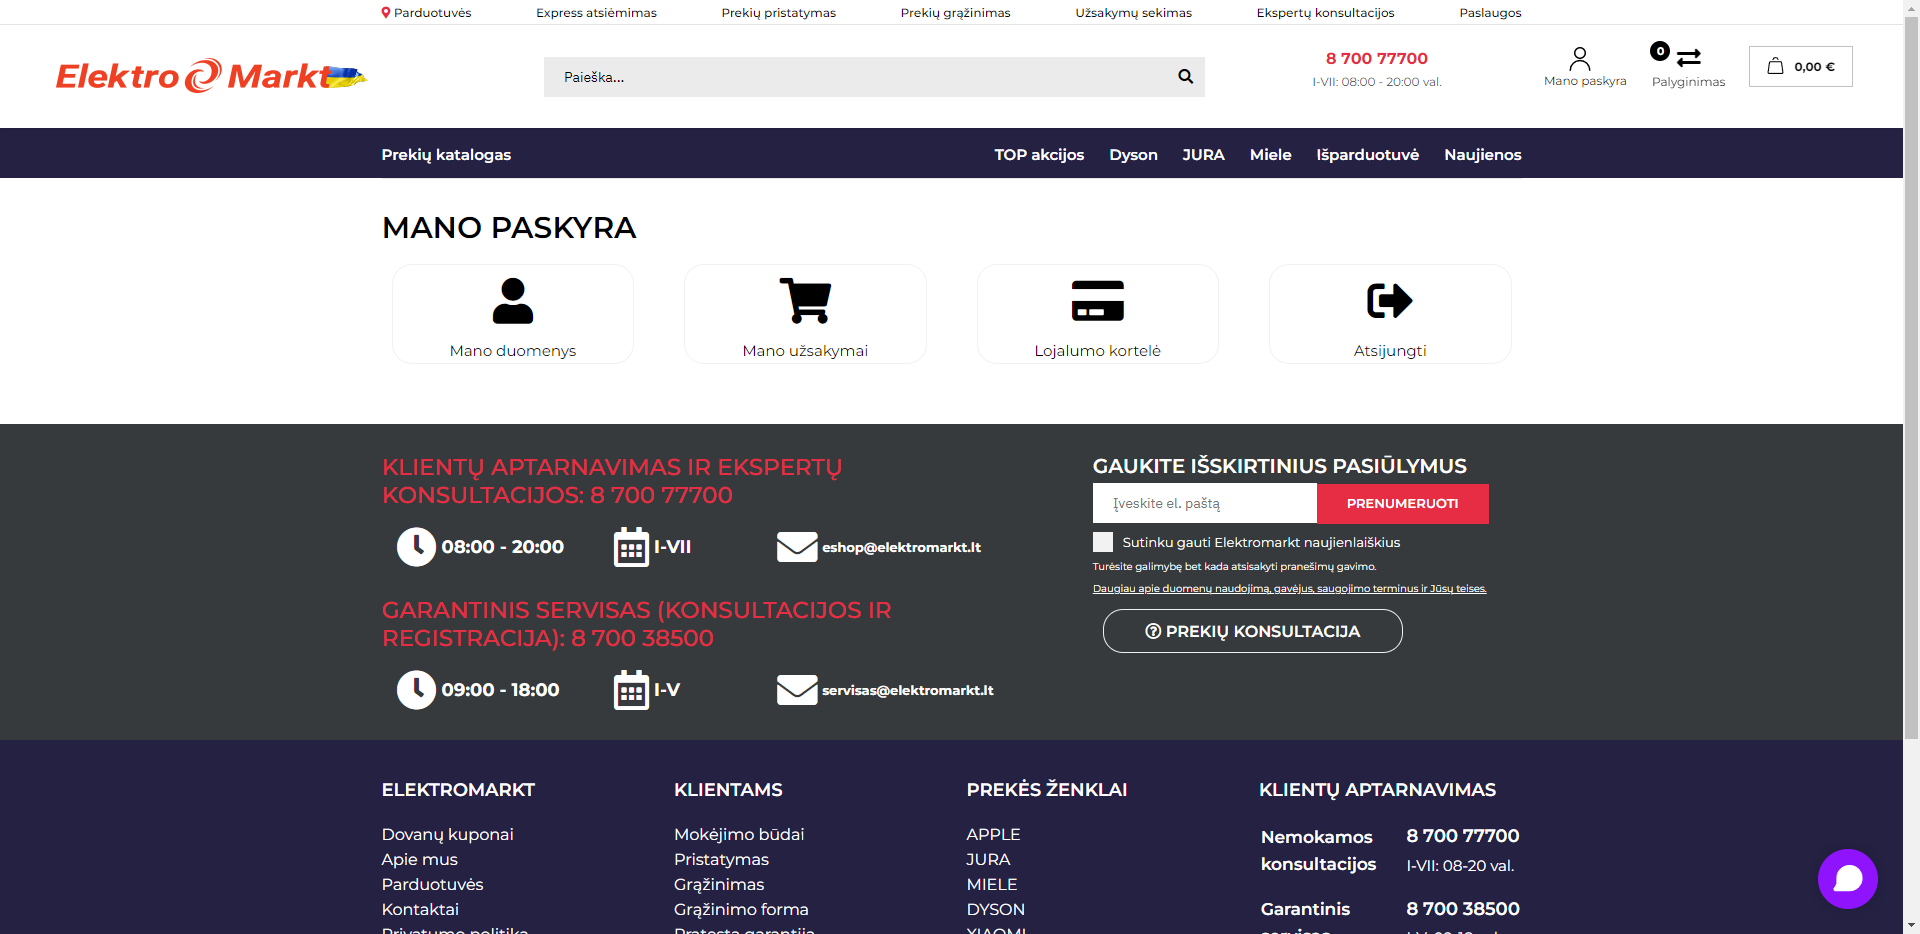 Parduotuvės Express atsiėmimas Prekių pristatymas Prekių grąžinimas Užsakymų sekimas Ekspertų konsultacijos Paslaugos
Elektro Markt
Paieška...
8 700 77700
I-VII: 08:00 - 20:00 val.
Mano paskyra
0
Palyginimas
0,00 €
Prekių katalogas
TOP akcijos Dyson JURA Miele Išparduotuvė Naujienos
MANO PASKYRA
Mano duomenys
Mano užsakymai
Lojalumo kortelė
Atsijungti
KLIENTŲ APTARNAVIMAS IR EKSPERTŲ
KONSULTACIJOS: 8 700 77700
08:00 - 20:00
I-VII
eshop@elektromarkt.lt
GARANTINIS SERVISAS (KONSULTACIJOS IR
REGISTRACIJA): 8 700 38500
09:00 - 18:00
I-V
servisas@elektromarkt.lt
GAUKITE IŠSKIRTINIUS PASIŪLYMUS
Įveskite el. paštą
PRENUMERUOTI
Sutinku gauti Elektromarkt naujienlaiškius
Turėsite galimybę bet kada atsisakyti pranešimų gavimo.
Daugiau apie duomenų naudojimą, gavėjus, saugojimo terminus ir Jūsų teises.
PREKIŲ KONSULTACIJA
ELEKTROMARKT
Dovanų kuponai
Apie mus
Parduotuvės
Kontaktai
Privatumo politika
KLIENTAMS
Mokėjimo būdai
Pristatymas
Grąžinimas
Grąžinimo forma
Pratęsta garantija
PREKĖS ŽENKLAI
APPLE
JURA
MIELE
DYSON
XIAOMI
KLIENTŲ APTARNAVIMAS
Nemokamos
konsultacijos
8 700 77700
I-VII: 08-20 val.
Garantinis
servisas
8 700 38500